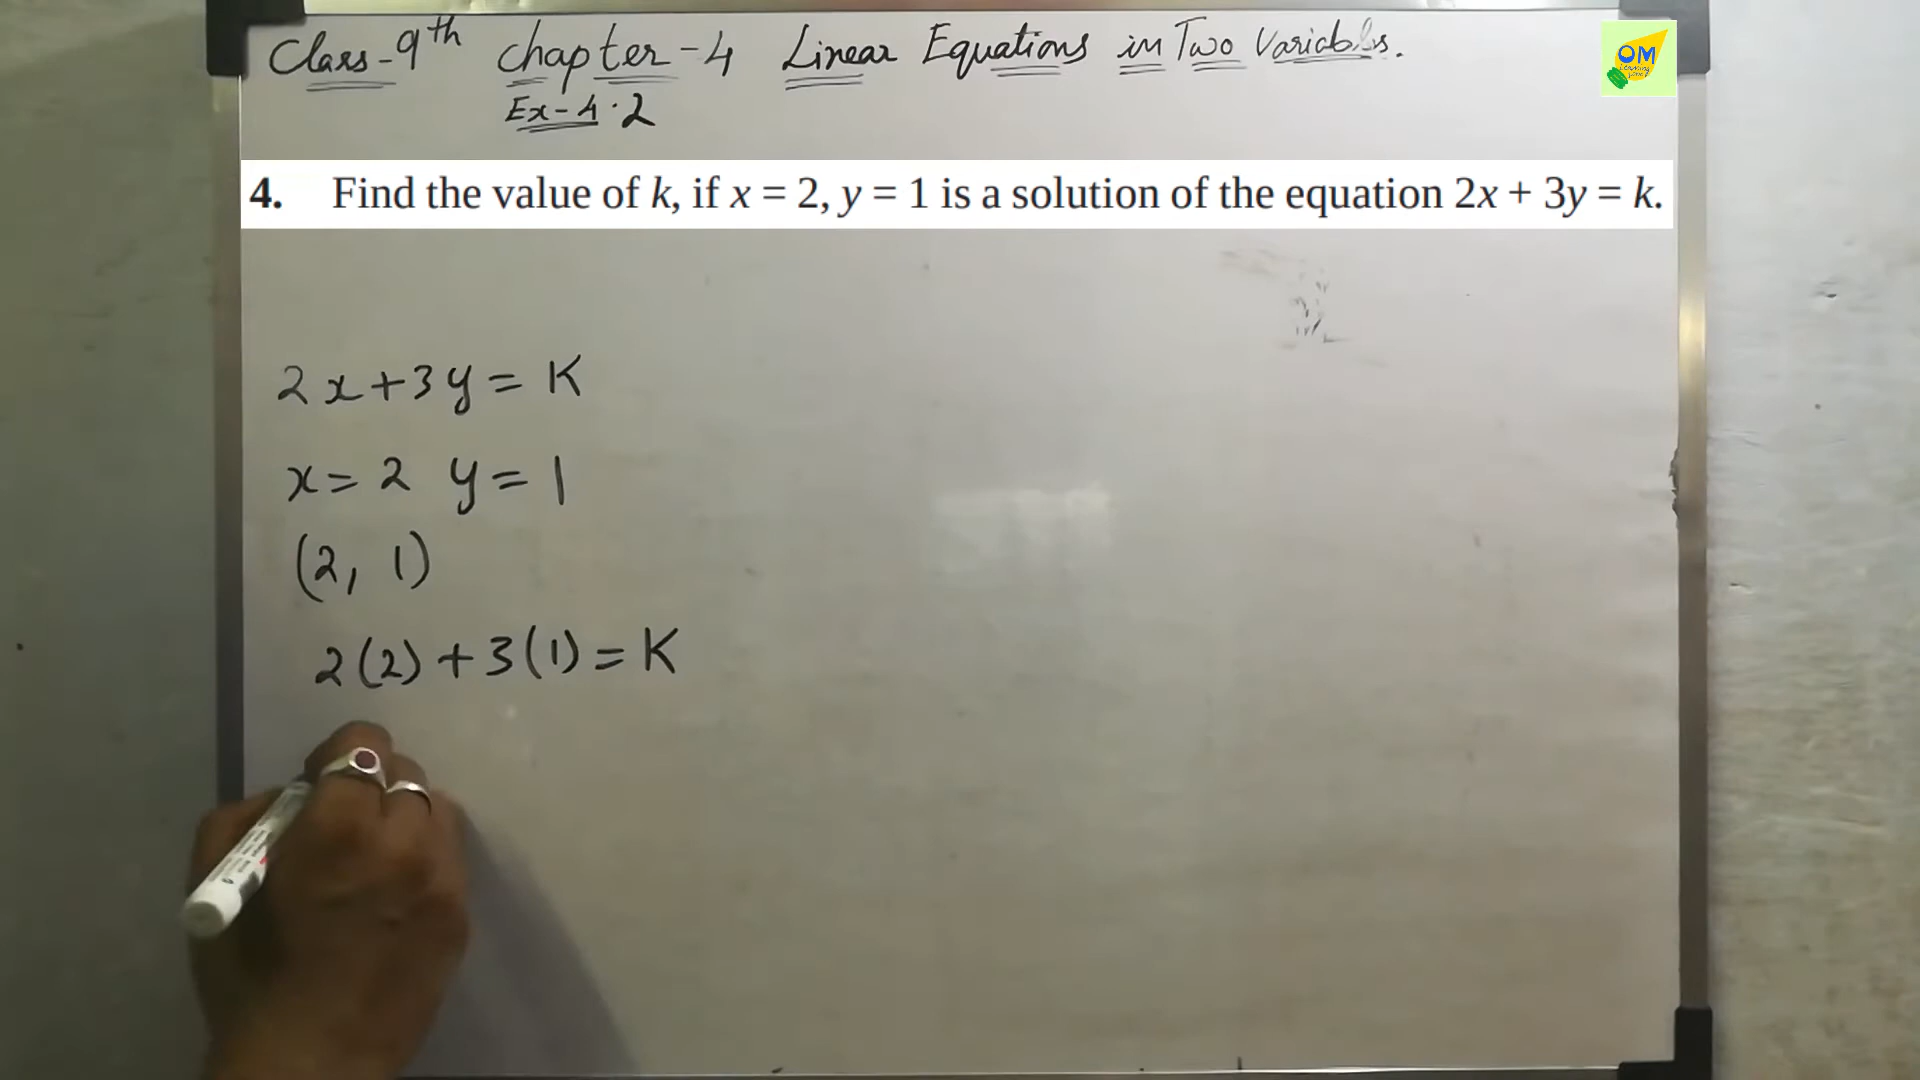 Class-9th chapter-4 Linear Equations in Two Variables.
Ex-4.2
OM
4. Find the value of k, if x = 2, y = 1 is a solution of the equation 2x + 3y = k.
2x+3y = K
x = 2 y = 1
(2, 1)
2(2)+3(1)=K